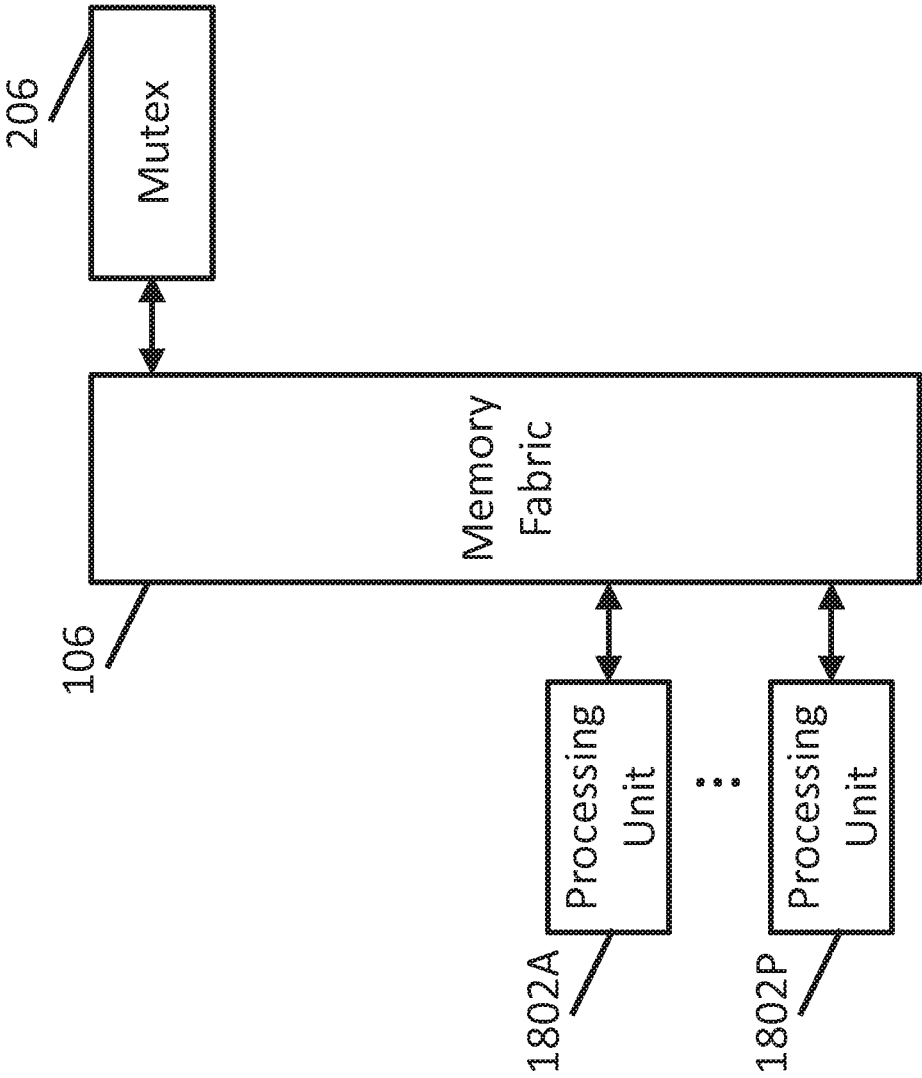 206
Mutex
106
Memory
Fabric
1802A
Processing
Unit
...
1802P
Processing
Unit